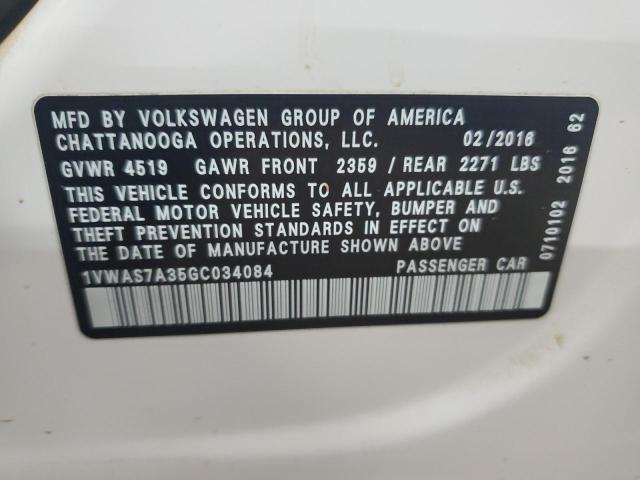 MFD BY VOLKSWAGEN GROUP OF AMERICA
CHATTANOOGA OPERATIONS, LLC. 02/2016
GVWR 4519 GAWR FRONT 2359 / REAR 2271 LBS
THIS VEHICLE CONFORMS TO ALL APPLICABLE U.S.
FEDERAL MOTOR VEHICLE SAFETY, BUMPER AND
THEFT PREVENTION STANDARDS IN EFFECT ON
THE DATE OF MANUFACTURE SHOWN ABOVE
1VWAS7A35GC034084 PASSENGER CAR
0710102 2016 62